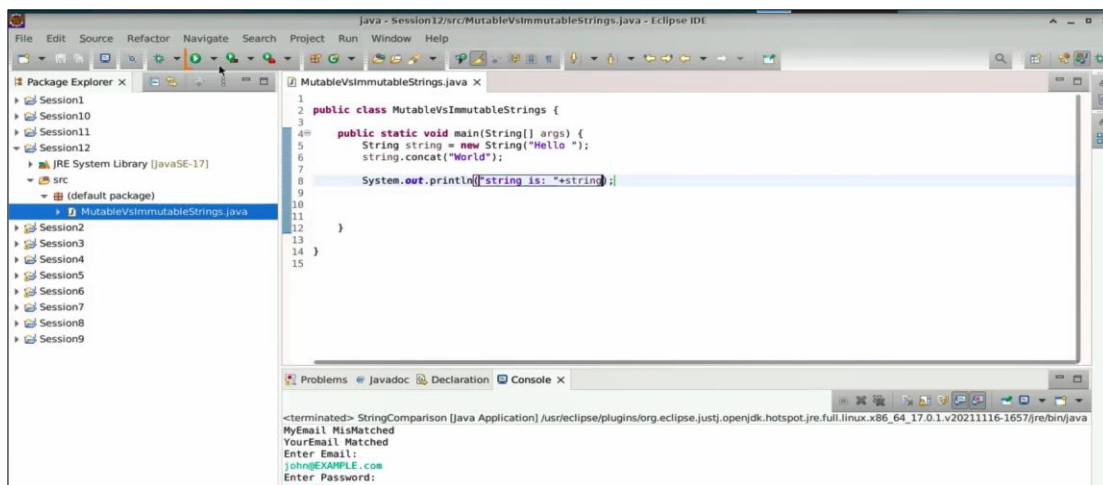 java - Session12/src/MutableVsImmutableStrings.java - Eclipse IDE
File Edit Source Refactor Navigate Search Project Run Window Help
Package Explorer
Session1
Session10
Session11
Session12
JRE System Library [JavaSE-17]
src
(default package)
MutableVsImmutableStrings.java
Session2
Session3
Session4
Session5
Session6
Session7
Session8
Session9
MutableVsImmutableStrings.java
1
2 public class MutableVsImmutableStrings {
3
4 public static void main(String[] args) {
5 String string = new String("Hello ");
6 string.concat("World");
7
8 System.out.println("string is: "+string);
9
10
11
12 }
13
14 }
15
Problems Javadoc Declaration Console
<terminated> StringComparison [Java Application] /usr/eclipse/plugins/org.eclipse.justj.openjdk.hotspot.jre.full.linux.x86_64_17.0.1.v20211116-1657/jre/bin/java
MyEmail MisMatched
YourEmail Matched
Enter Email:
john@EXAMPLE.com
Enter Password: